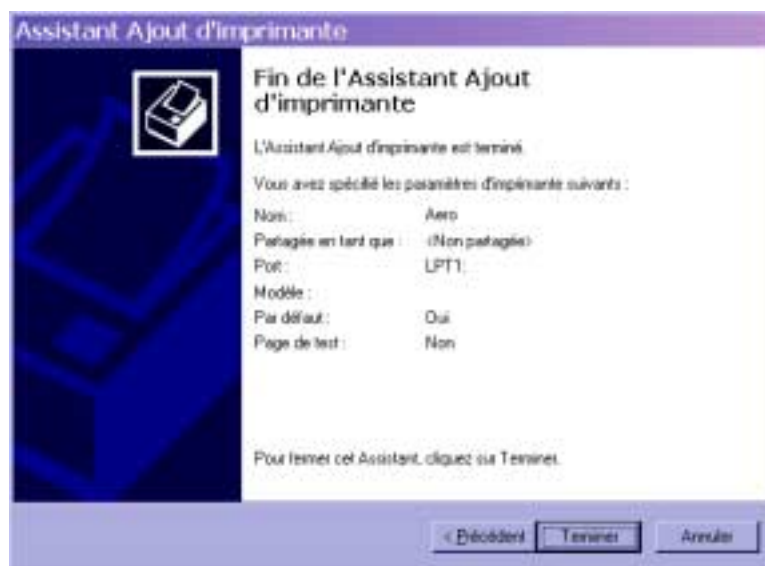 Assistant Ajout d'imprimante
Fin de l'Assistant Ajout
d'imprimante
L'Assistant Ajout d'imprimante est terminé.
Vous avez spécifié les paramètres d'imprimante suivants :
Nom : Aero
Partagée en tant que : <Non partagée>
Port : LPT1:
Modèle :
Par défaut : Oui
Page de test : Non
Pour fermer cet Assistant, cliquez sur Terminer.
< Précédent Terminer Annuler